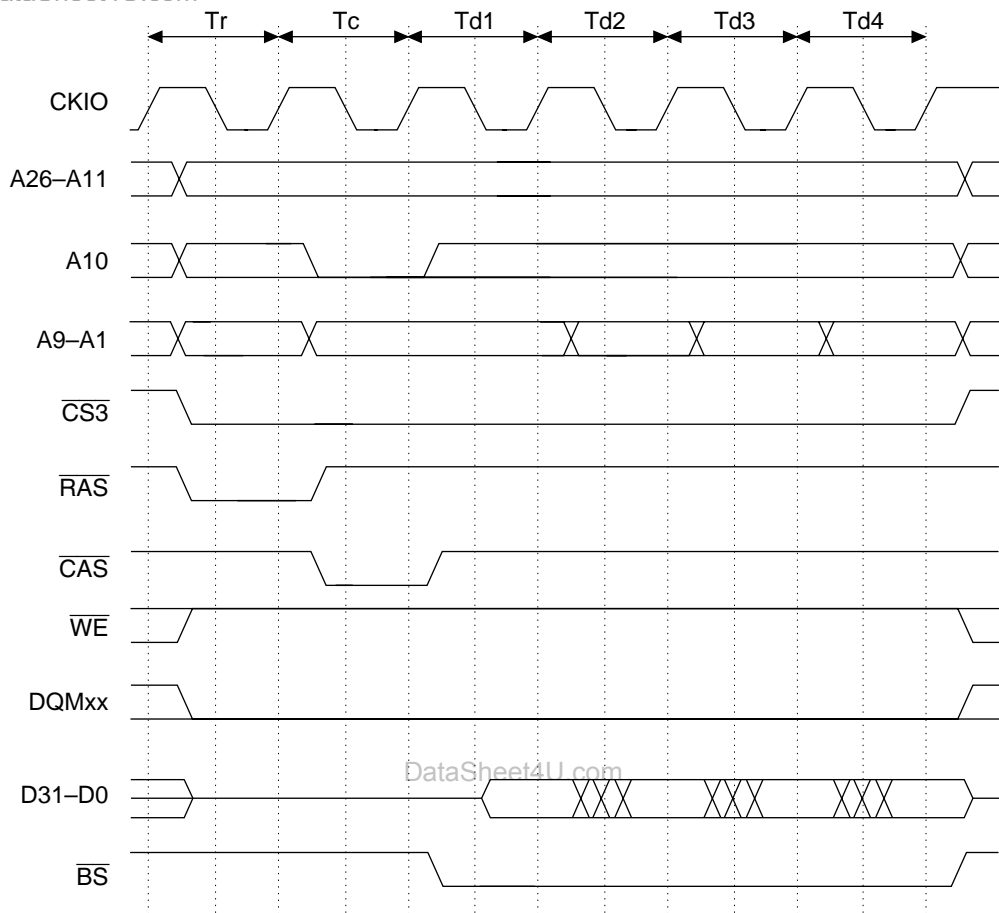 Tr Tc Td1 Td2 Td3 Td4
CKIO
A26–A11
A10
A9–A1
CS3
RAS
CAS
WE
DQMxx
DataSheet4U.com
D31–D0
BS